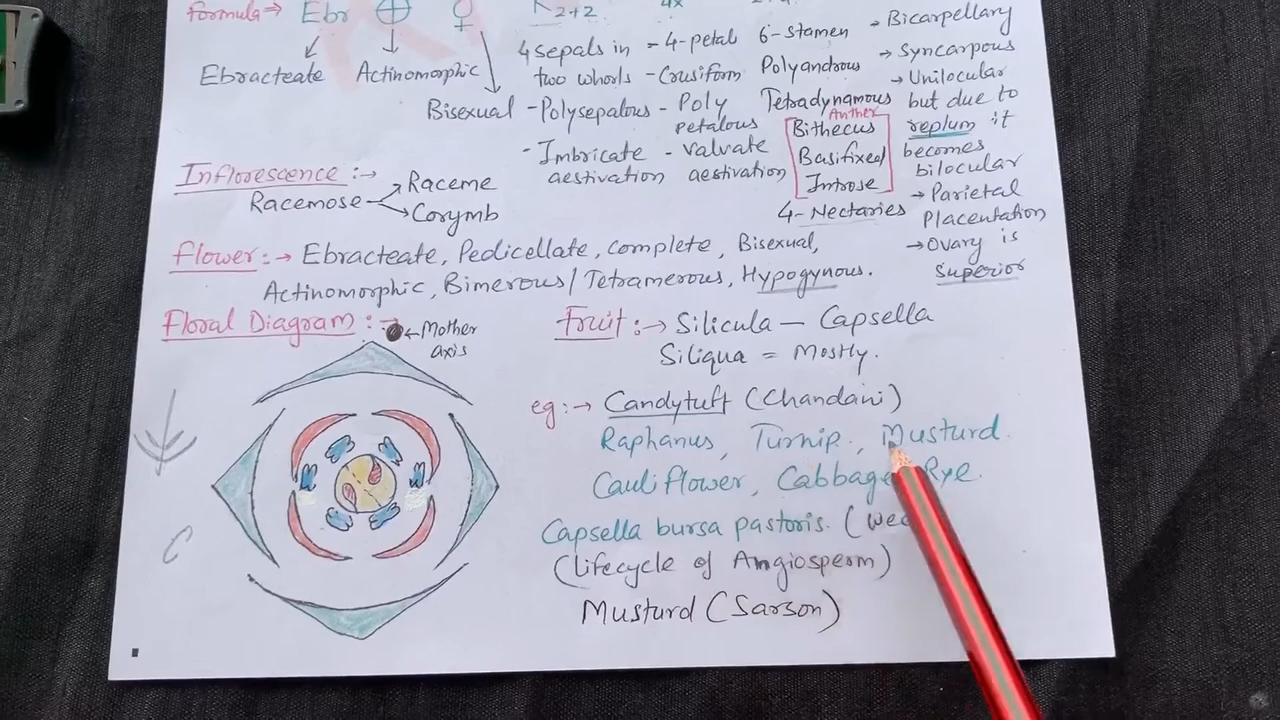 formula → Ebr ⊕ ⚥ K2+2
Ebracteate Actinomorphic
Bisexual
4 sepals in two whorls
- Polysepalous
- Imbricate aestivation
- 4-petal
- Crusiform
- Poly petalous
- valvate aestivation
6-stamen
Polyandrous
Tetradynamous
Anther
Bithecus
Basifixed
Introse
4-Nectaries
→ Bicarpellary
→ Syncarpous
→ Unilocular
but due to
replum it
becomes
bilocular
→ Parietal
Placentation
→ Ovary is
superior
Inflorescence :→
Racemose → Raceme
→ Corymb
flower :→ Ebracteate, Pedicellate, complete, Bisexual,
Actinomorphic, Bimerous/Tetramerous, Hypogynous.
Floral Diagram :→
← Mother
axis
Fruit :→ Silicula — Capsella
Siliqua = Mostly.
eg :→ Candytuft (Chandani)
Raphanus, Turnip, Musturd.
Cauliflower, Cabbage Rye.
Capsella bursa pastoris. (
(lifecycle of Angiosperm)
Musturd (Sarson)